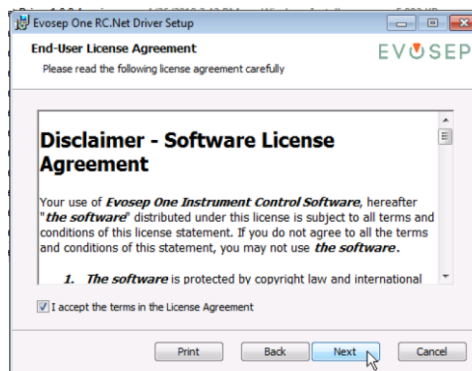 Evosep One RC.Net Driver Setup
End-User License Agreement
EVOSEP
Please read the following license agreement carefully
Disclaimer - Software License
Agreement
Your use of Evosep One Instrument Control Software, hereafter
"the software" distributed under this license is subject to all terms and
conditions of this license statement. If you do not agree to all the terms
and conditions of this statement, you may not use the software.
1. The software is protected by copyright law and international
I accept the terms in the License Agreement
Print Back Next Cancel